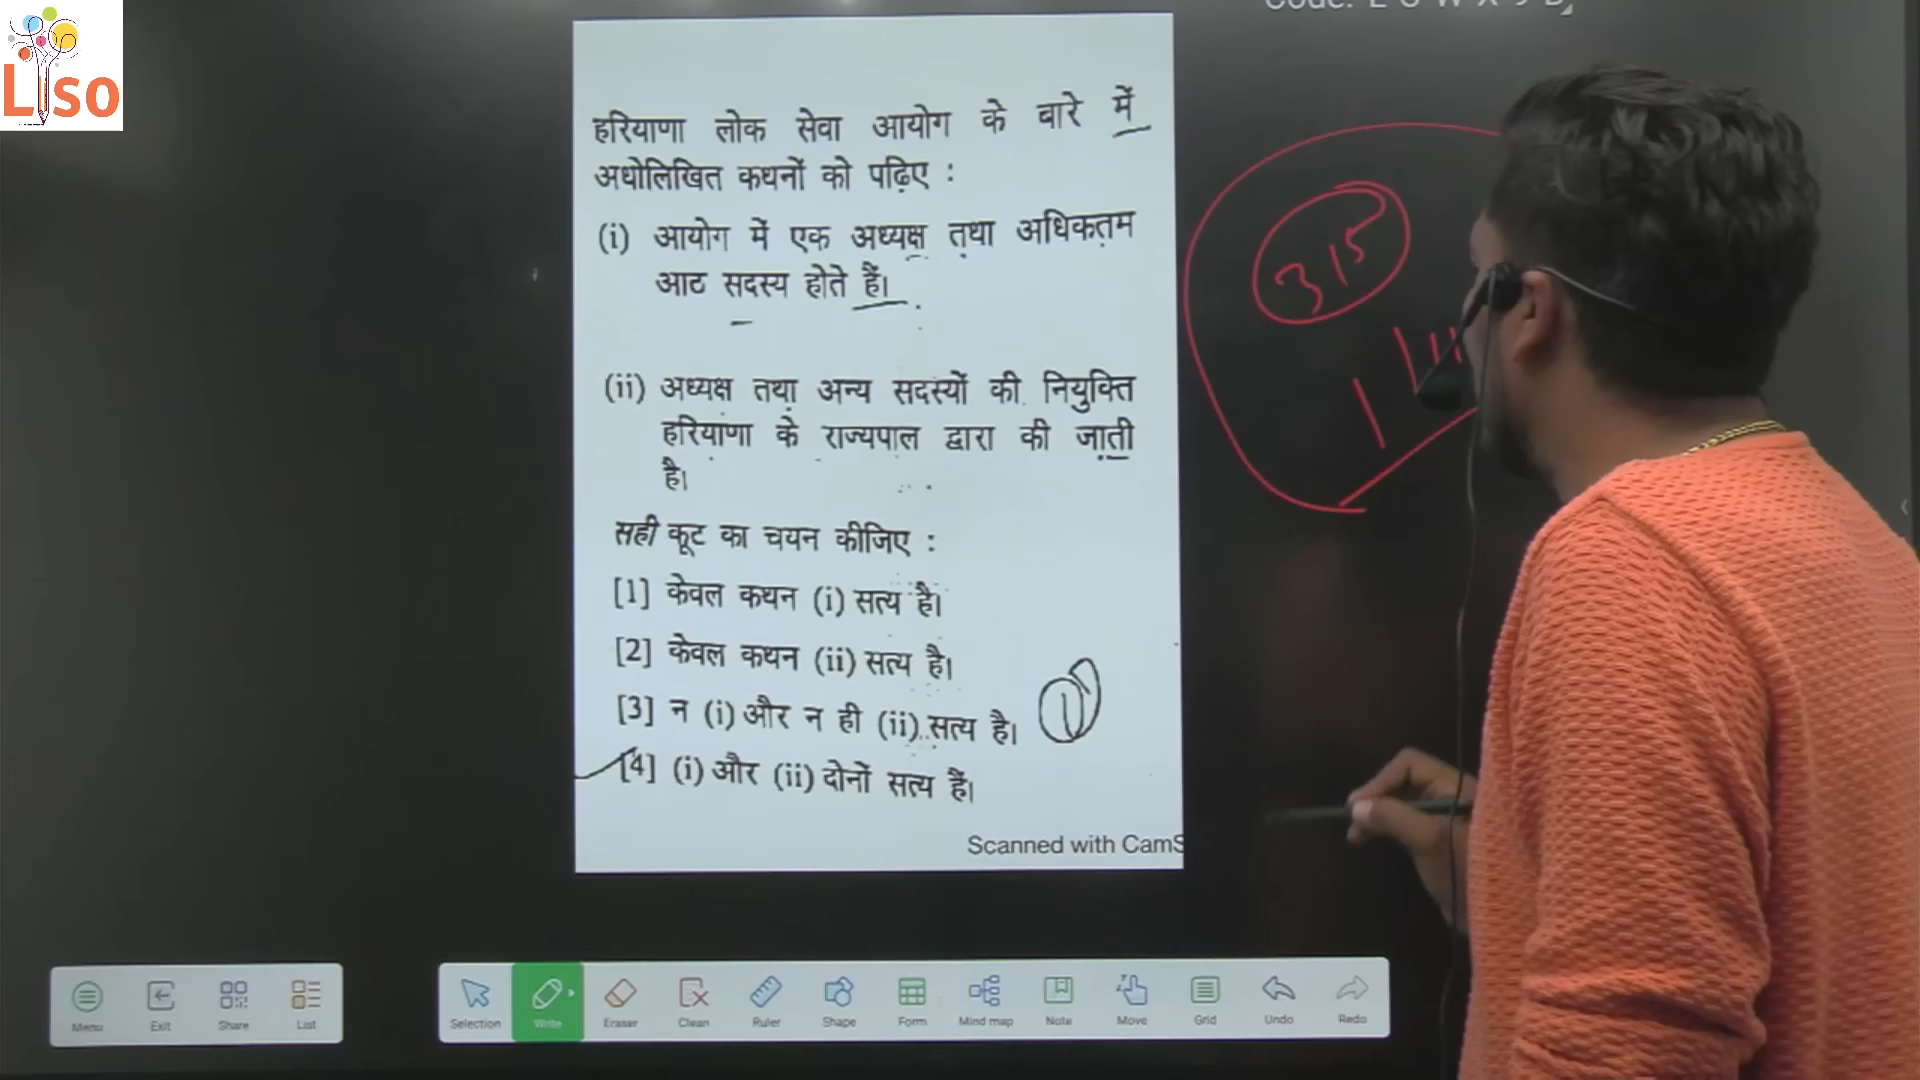 Liso
हरियाणा लोक सेवा आयोग के बारे में
अधोलिखित कथनों को पढ़िए :
315
(i) आयोग में एक अध्यक्ष तथा अधिकतम
आठ सदस्य होते हैं।
(ii) अध्यक्ष तथा अन्य सदस्यों की नियुक्ति
हरियाणा के राज्यपाल द्वारा की जाती
है।
सही कूट का चयन कीजिए :
[1] केवल कथन (i) सत्य है।
[2] केवल कथन (ii) सत्य है।
[3] न (i) और न ही (ii) सत्य है।
1
[4] (i) और (ii) दोनों सत्य हैं।
Scanned with CamS
Menu Exit Share List
Selection Write Eraser Clean Ruler Shape Form Mind map Note Move Grid Undo Redo